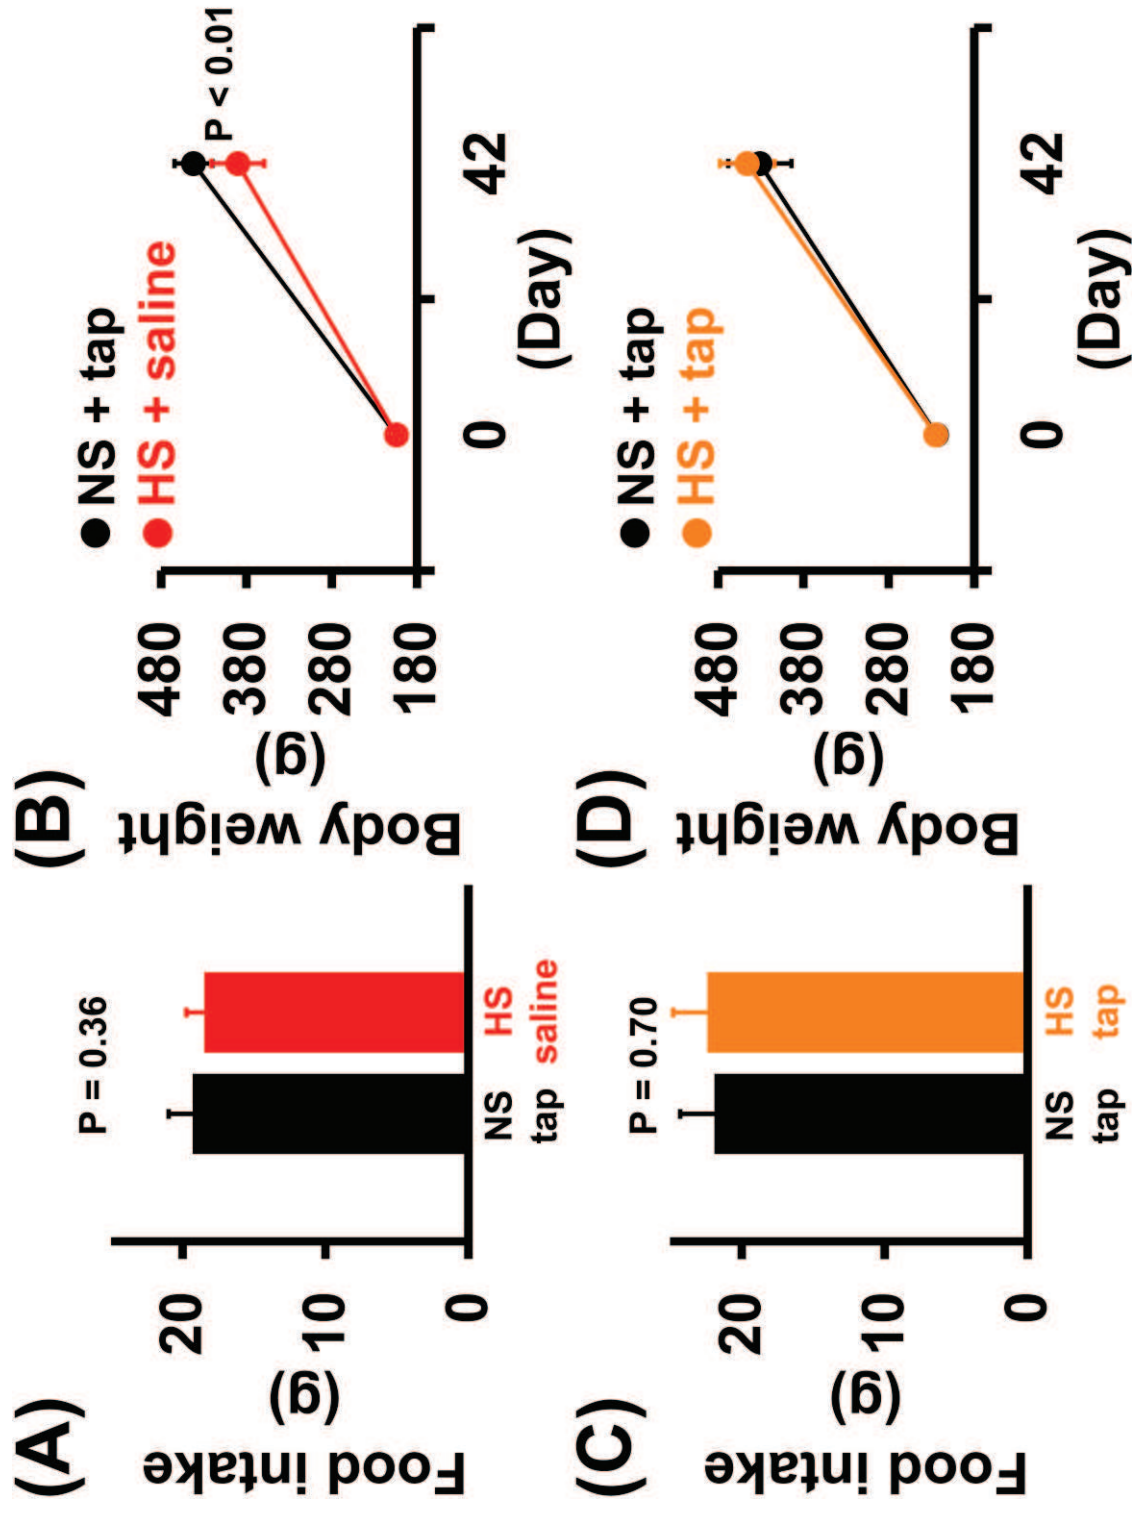 (A)
Food intake
(g)
20
10
0
P = 0.36
NS
tap
HS
saline
(B)
Body weight
(g)
480
380
280
180
NS + tap
HS + saline
P < 0.01
0
42
(Day)
(C)
Food intake
(g)
20
10
0
P = 0.70
NS
tap
HS
tap
(D)
Body weight
(g)
480
380
280
180
NS + tap
HS + tap
0
42
(Day)